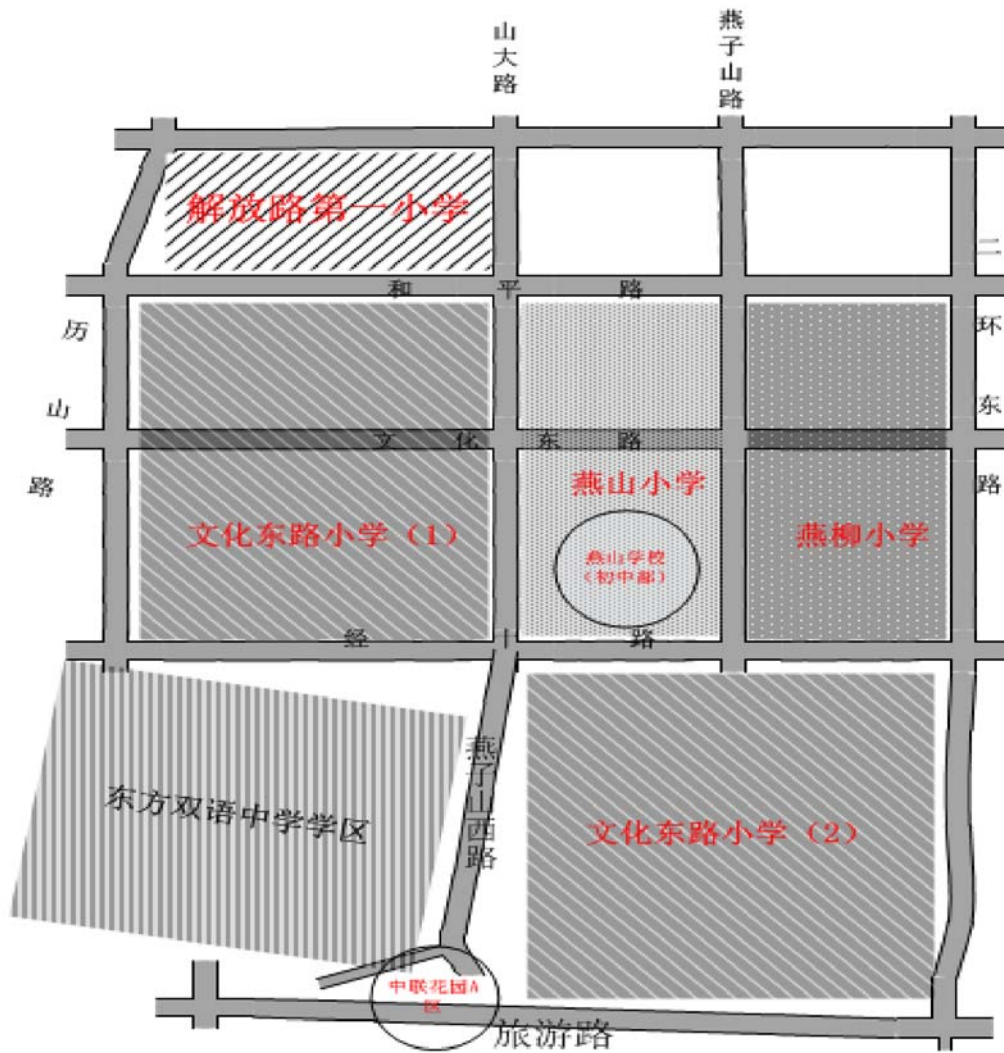 山大路
燕子山路
解放路第一小学
二环东路
和平路
历山路
文化东路
燕山小学
文化东路小学（1）
燕柳小学
燕山学校
（初中部）
经十路
燕子山西路
东方双语中学学区
文化东路小学（2）
中联花园A
区
旅游路